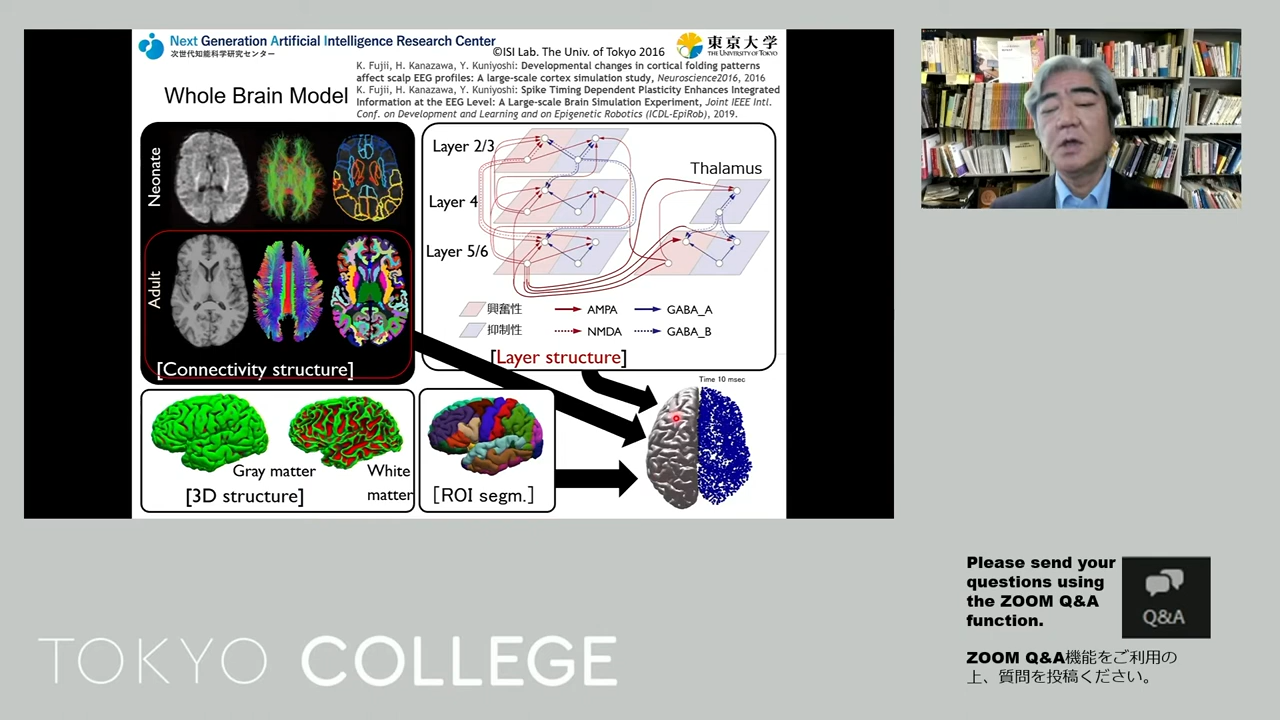 Next Generation Artificial Intelligence Research Center
次世代知能科学研究センター
©ISI Lab. The Univ. of Tokyo 2016
東京大学
THE UNIVERSITY OF TOKYO
K. Fujii, H. Kanazawa, Y. Kuniyoshi: Developmental changes in cortical folding patterns
affect scalp EEG profiles: A large-scale cortex simulation study, Neuroscience2016, 2016
K. Fujii, H. Kanazawa, Y. Kuniyoshi: Spike Timing Dependent Plasticity Enhances Integrated
Information at the EEG Level: A Large-scale Brain Simulation Experiment, Joint IEEE Intl.
Conf. on Development and Learning and on Epigenetic Robotics (ICDL-EpiRob), 2019.
Whole Brain Model
Neonate
Adult
[Connectivity structure]
Layer 2/3
Layer 4
Layer 5/6
Thalamus
興奮性
AMPA
GABA_A
抑制性
NMDA
GABA_B
[Layer structure]
Time 10 msec
Gray matter
White
matter
[3D structure]
[ROI segm.]
Please send your
questions using
the ZOOM Q&A
function.
Q&A
ZOOM Q&A機能をご利用の
上、質問を投稿ください。
TOKYO COLLEGE